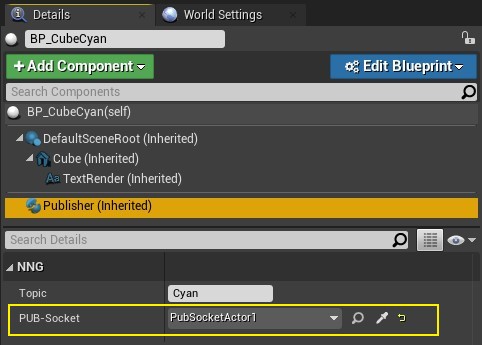 Details
World Settings
BP_CubeCyan
+ Add Component
Edit Blueprint
Search Components
BP_CubeCyan(self)
DefaultSceneRoot (Inherited)
Cube (Inherited)
Aa TextRender (Inherited)
Publisher (Inherited)
Search Details
NNG
Topic Cyan
PUB-Socket PubSocketActor1